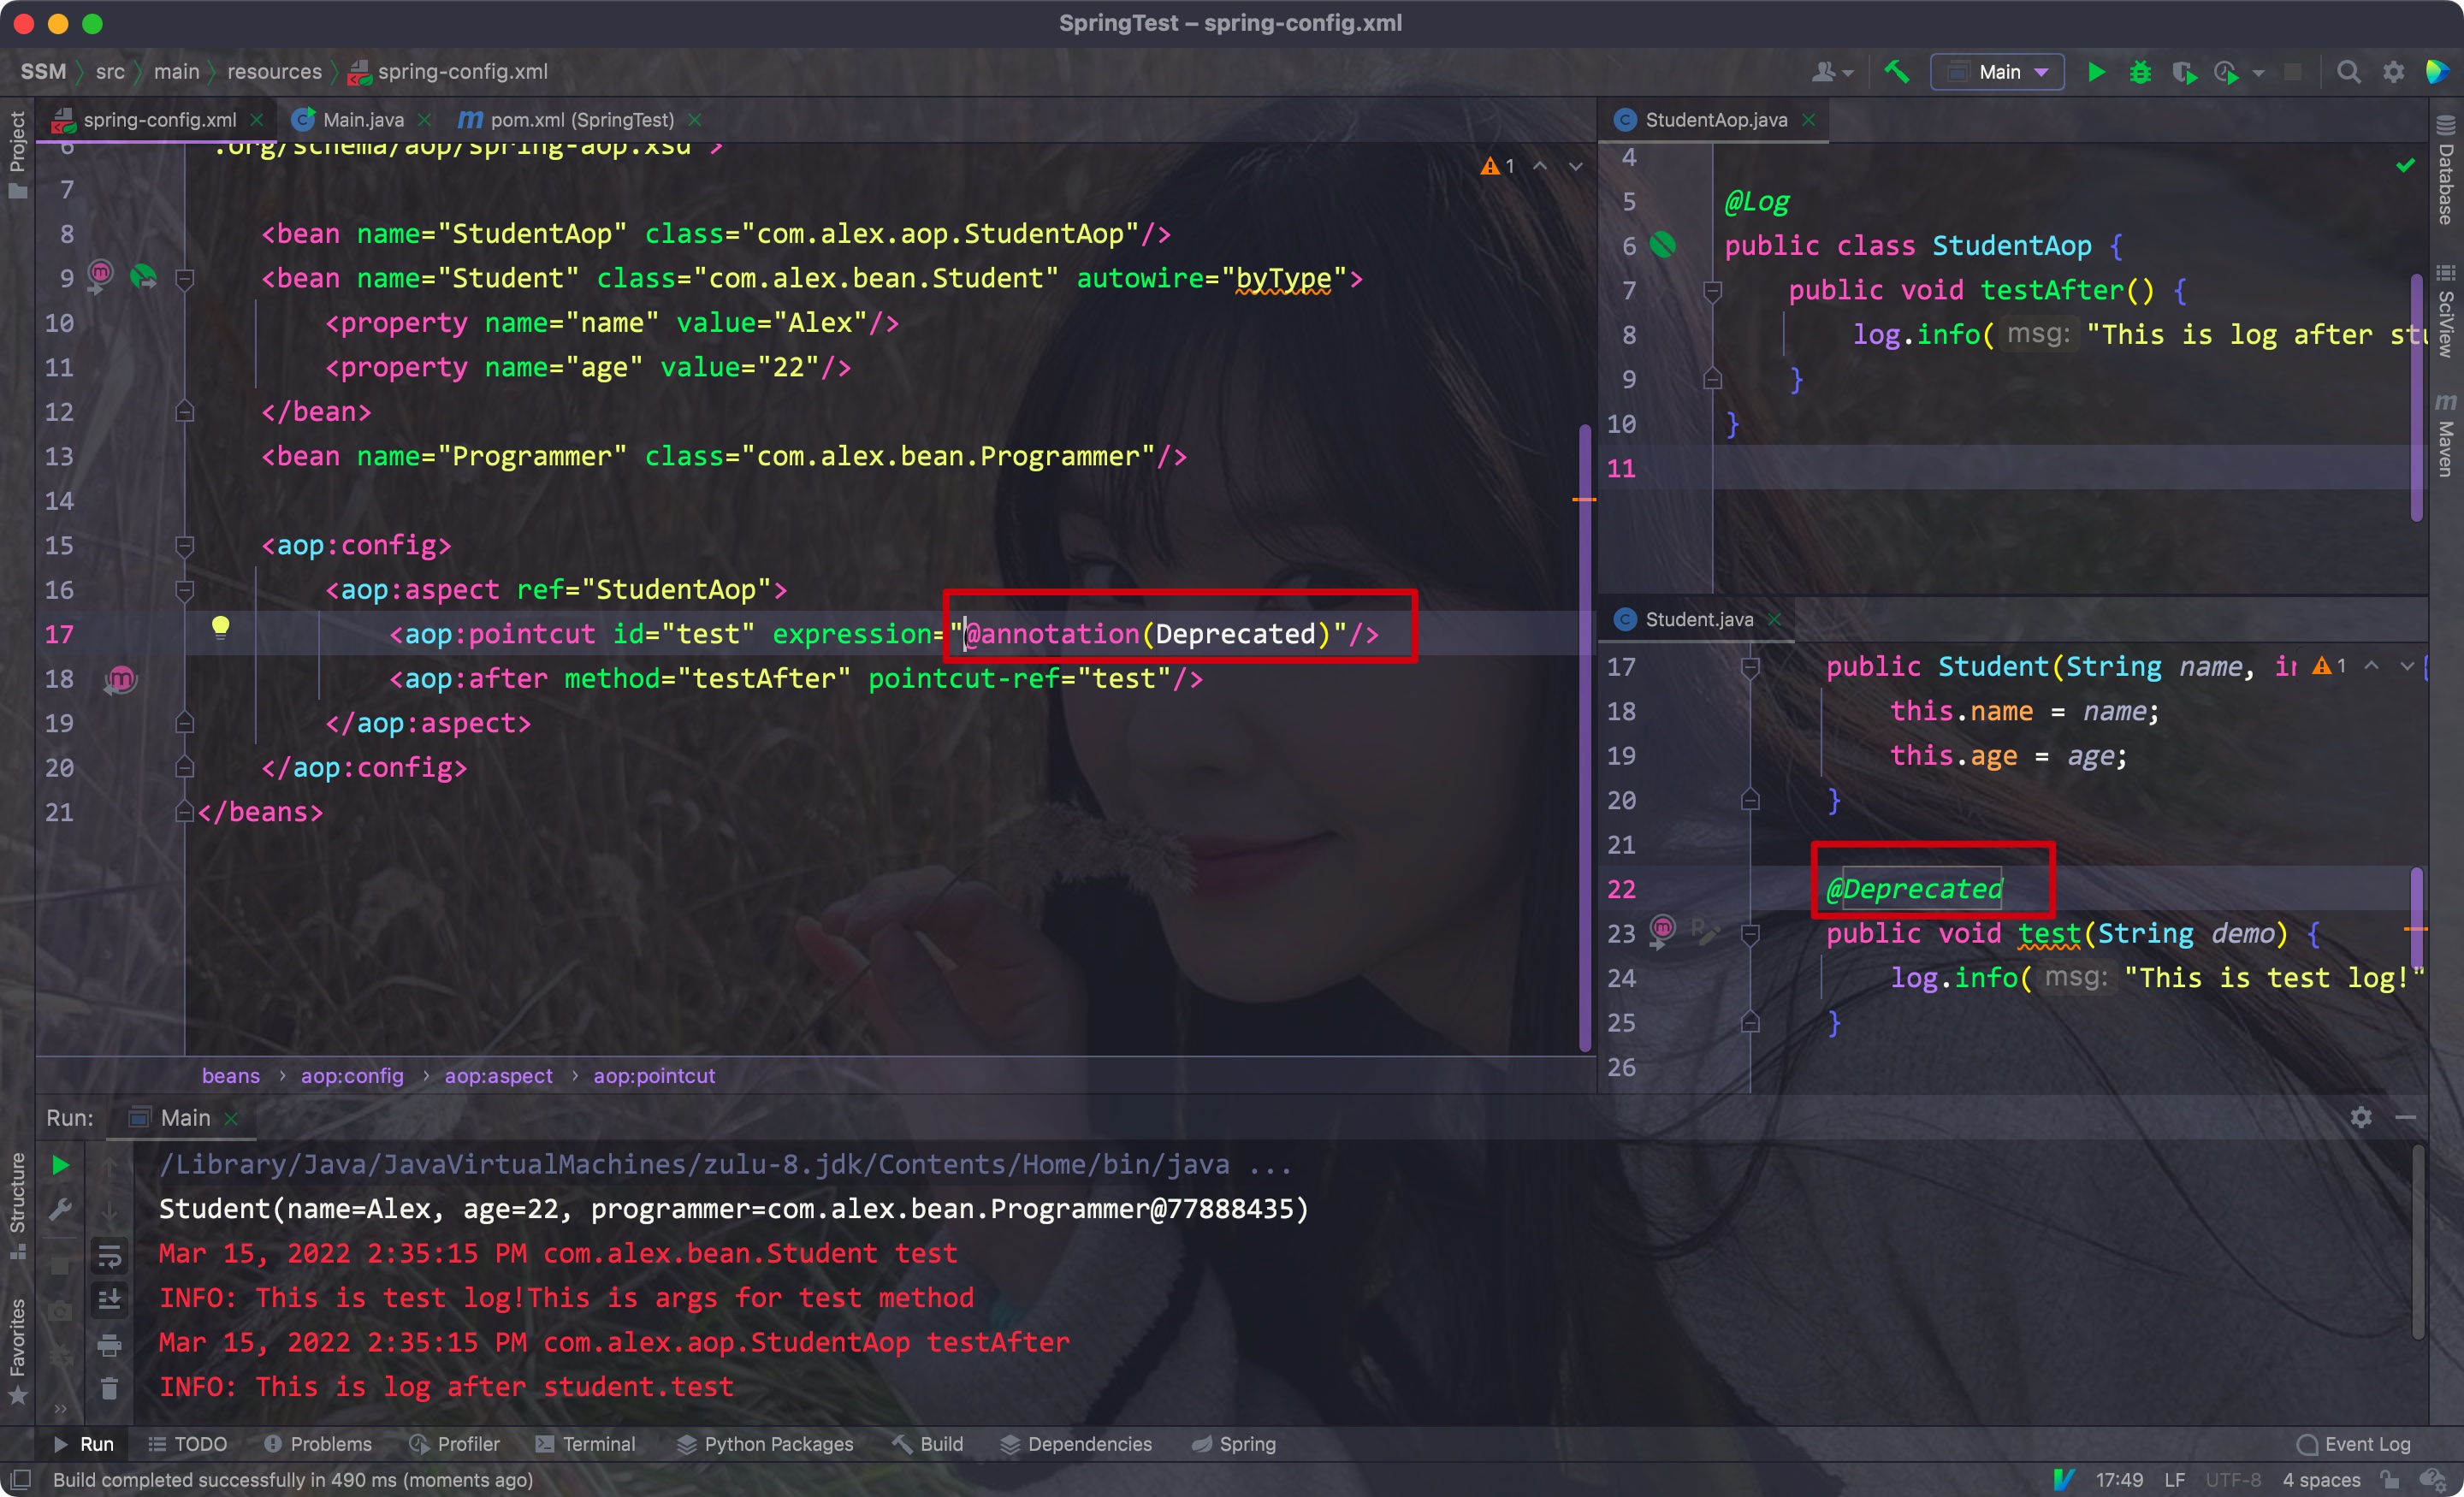 SpringTest – spring-config.xml
SSM src main resources spring-config.xml
Main
Project
spring-config.xml Main.java pom.xml (SpringTest)
6 .org/schema/aop/spring-aop.xsd">
1
7
8 <bean name="StudentAop" class="com.alex.aop.StudentAop"/>
9 <bean name="Student" class="com.alex.bean.Student" autowire="byType">
10 <property name="name" value="Alex"/>
11 <property name="age" value="22"/>
12 </bean>
13 <bean name="Programmer" class="com.alex.bean.Programmer"/>
14
15 <aop:config>
16 <aop:aspect ref="StudentAop">
17 <aop:pointcut id="test" expression="@annotation(Deprecated)"/>
18 <aop:after method="testAfter" pointcut-ref="test"/>
19 </aop:aspect>
20 </aop:config>
21 </beans>
beans › aop:config › aop:aspect › aop:pointcut
StudentAop.java
4
5 @Log
6 public class StudentAop {
7 public void testAfter() {
8 log.info( msg: "This is log after stu
9 }
10 }
11
Student.java
17 public Student(String name, in 1 {
18 this.name = name;
19 this.age = age;
20 }
21
22 @Deprecated
23 public void test(String demo) {
24 log.info( msg: "This is test log!"
25 }
26
Database
SciView
m Maven
Run: Main
/Library/Java/JavaVirtualMachines/zulu-8.jdk/Contents/Home/bin/java ...
Student(name=Alex, age=22, programmer=com.alex.bean.Programmer@77888435)
Mar 15, 2022 2:35:15 PM com.alex.bean.Student test
INFO: This is test log!This is args for test method
Mar 15, 2022 2:35:15 PM com.alex.aop.StudentAop testAfter
INFO: This is log after student.test
Structure
Favorites
Run TODO Problems Profiler Terminal Python Packages Build Dependencies Spring Event Log
Build completed successfully in 490 ms (moments ago) 17:49 LF UTF-8 4 spaces